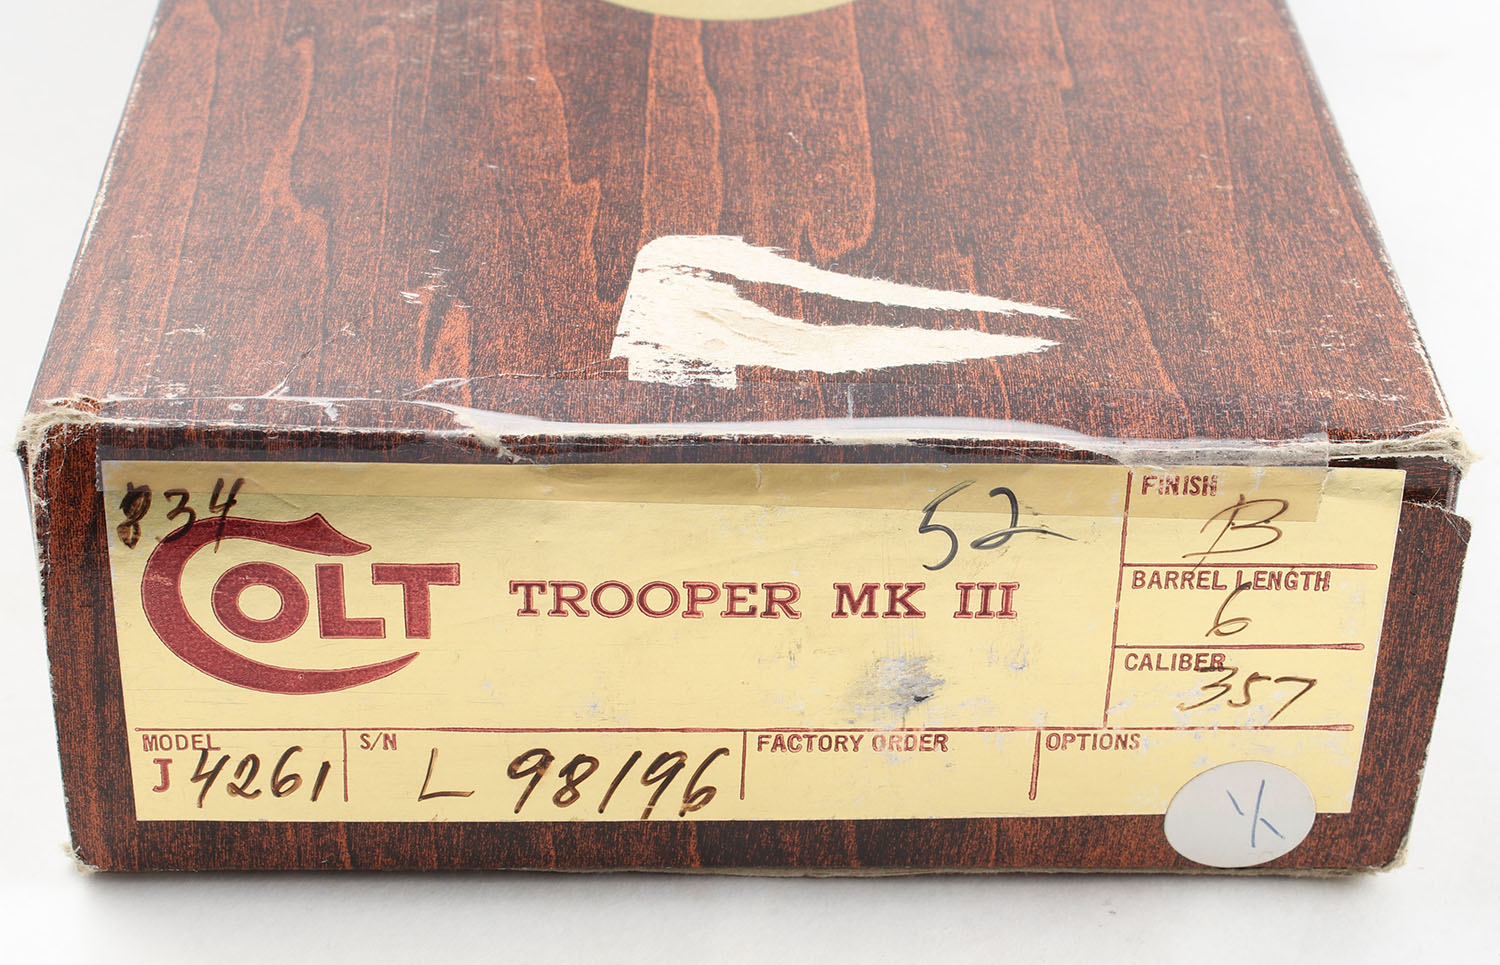 834
COLT
TROOPER MK III
52
FINISH
B
BARREL LENGTH
6
CALIBER
357
MODEL
J 4261
S/N
L 98196
FACTORY ORDER
OPTIONS